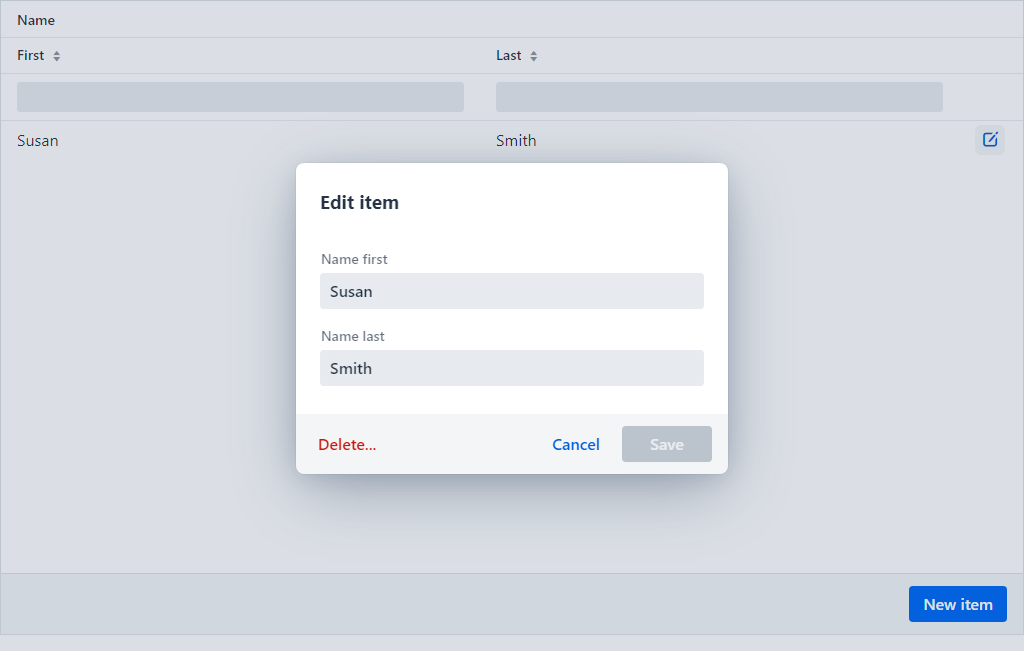 Name
First Last
Susan Smith
Edit item
Name first
Susan
Name last
Smith
Delete... Cancel Save
New item